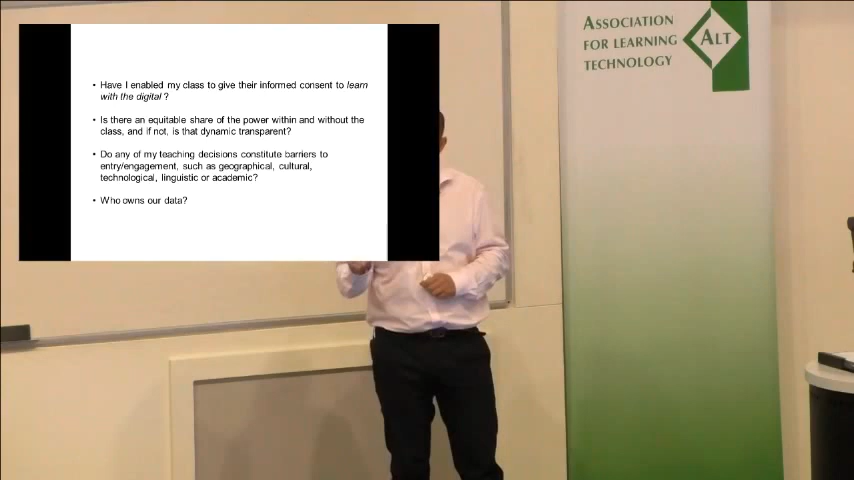 • Have I enabled my class to give their informed consent to learn
with the digital ?
• Is there an equitable share of the power within and without the
class, and if not, is that dynamic transparent?
• Do any of my teaching decisions constitute barriers to
entry/engagement, such as geographical, cultural,
technological, linguistic or academic?
• Who owns our data?
ASSOCIATION
FOR LEARNING
TECHNOLOGY
ALT